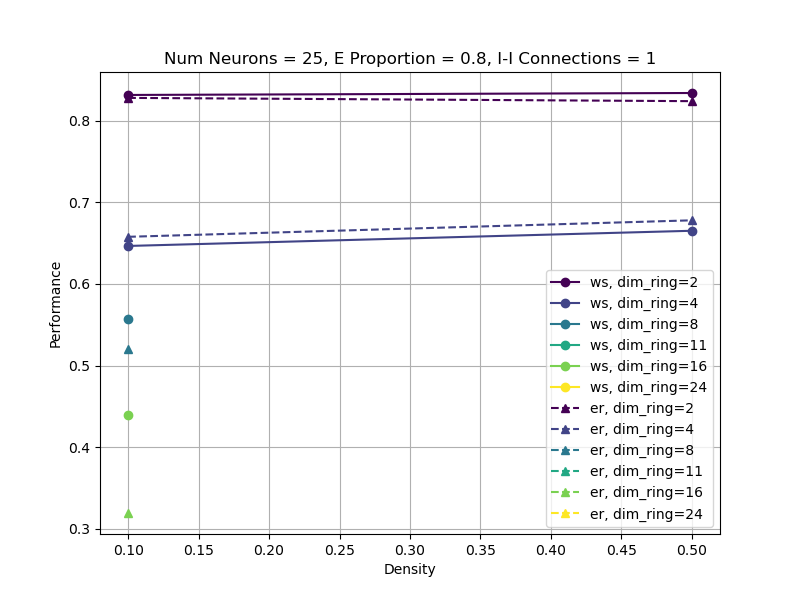 Num Neurons = 25, E Proportion = 0.8, I-I Connections = 1
Performance
0.8
0.7
0.6
0.5
0.4
0.3
ws, dim_ring=2
ws, dim_ring=4
ws, dim_ring=8
ws, dim_ring=11
ws, dim_ring=16
ws, dim_ring=24
er, dim_ring=2
er, dim_ring=4
er, dim_ring=8
er, dim_ring=11
er, dim_ring=16
er, dim_ring=24
0.10 0.15 0.20 0.25 0.30 0.35 0.40 0.45 0.50
Density